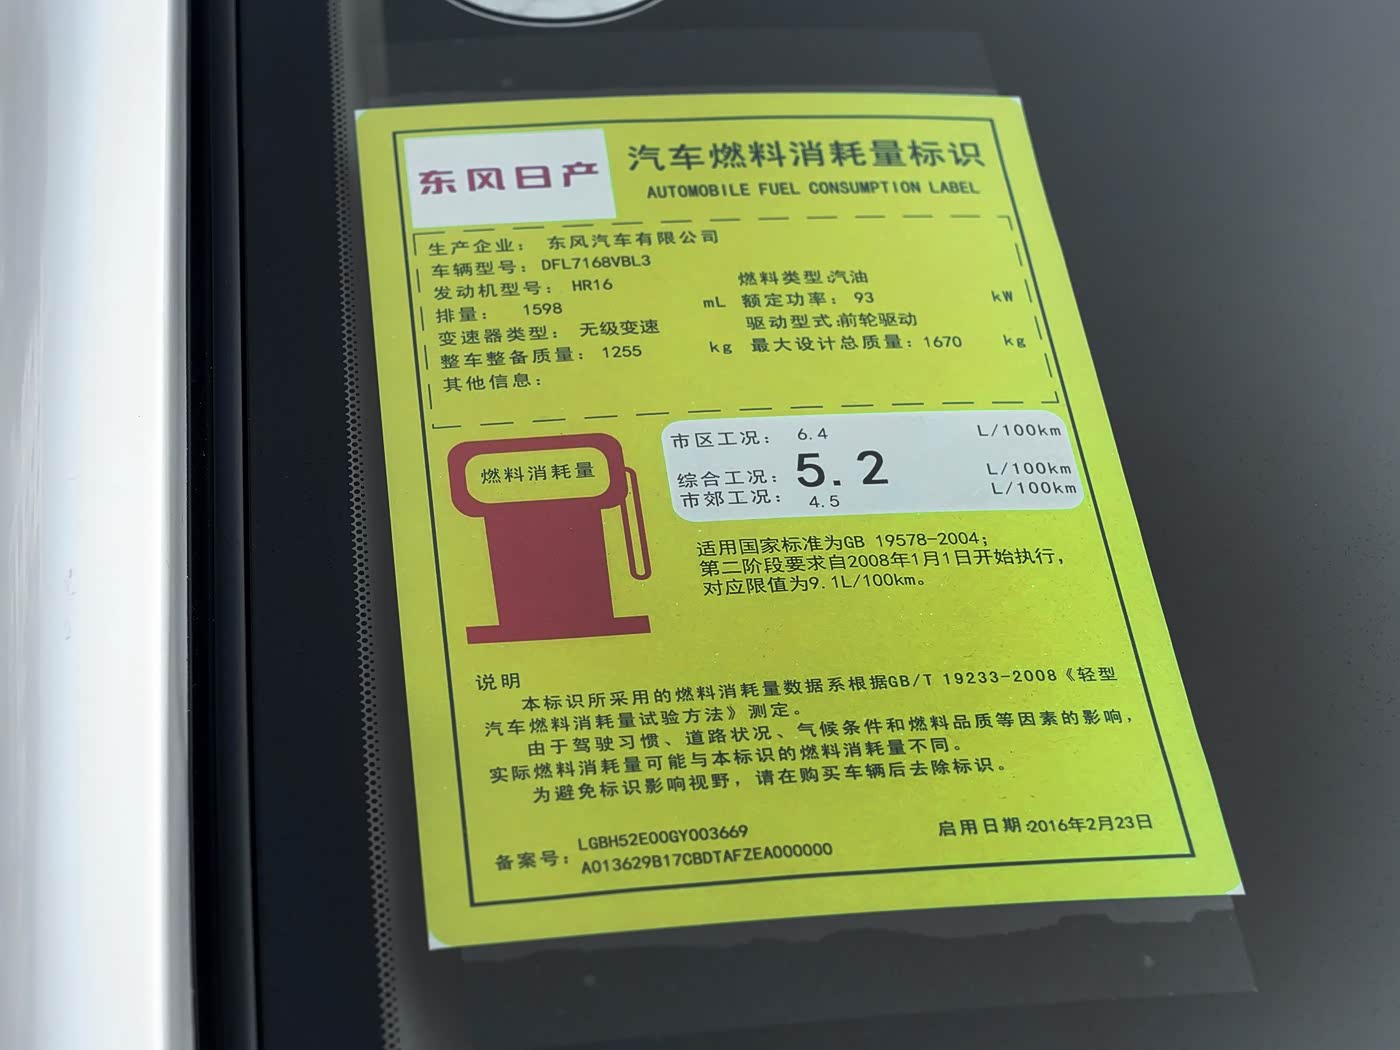 东风日产
汽车燃料消耗量标识
AUTOMOBILE FUEL CONSUMPTION LABEL
生产企业： 东风汽车有限公司
车辆型号： DFL7168VBL3
发动机型号： HR16 燃料类型:汽油
排量： 1598 mL 额定功率： 93 kW
变速器类型： 无级变速 驱动型式:前轮驱动
整车整备质量： 1255 kg 最大设计总质量：1670 kg
其他信息：
燃料消耗量
市区工况： 6.4 L/100km
综合工况： 5.2 L/100km
市郊工况： 4.5 L/100km
适用国家标准为GB 19578-2004；
第二阶段要求自2008年1月1日开始执行，
对应限值为9.1L/100km。
说明
本标识所采用的燃料消耗量数据系根据GB/T 19233-2008《轻型
汽车燃料消耗量试验方法》测定。
由于驾驶习惯、道路状况、气候条件和燃料品质等因素的影响，
实际燃料消耗量可能与本标识的燃料消耗量不同。
为避免标识影响视野，请在购买车辆后去除标识。
备案号： LGBH52E00GY003669
A013629B17CBDTAFZEA000000
启用日期:2016年2月23日